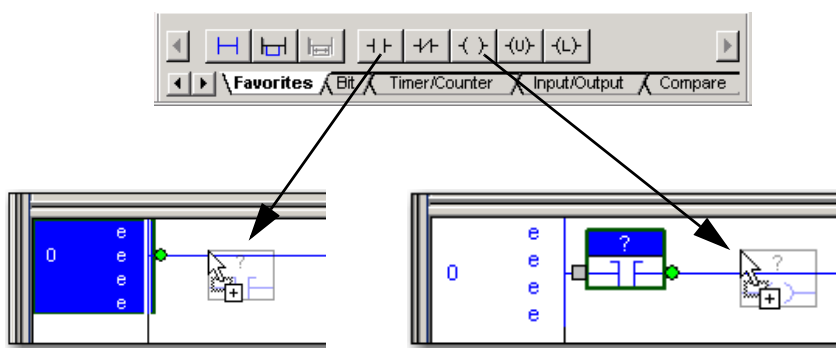 (U) (L)
Favorites Bit Timer/Counter Input/Output Compare
0 e e e e ?
0 e e e e ? ?